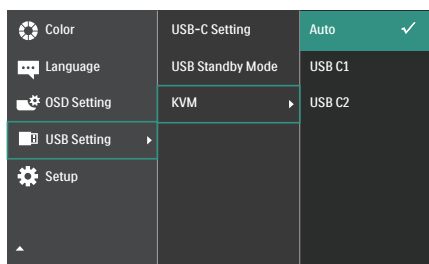 Color
Language
OSD Setting
USB Setting
Setup
USB-C Setting
USB Standby Mode
KVM
Auto
USB C1
USB C2